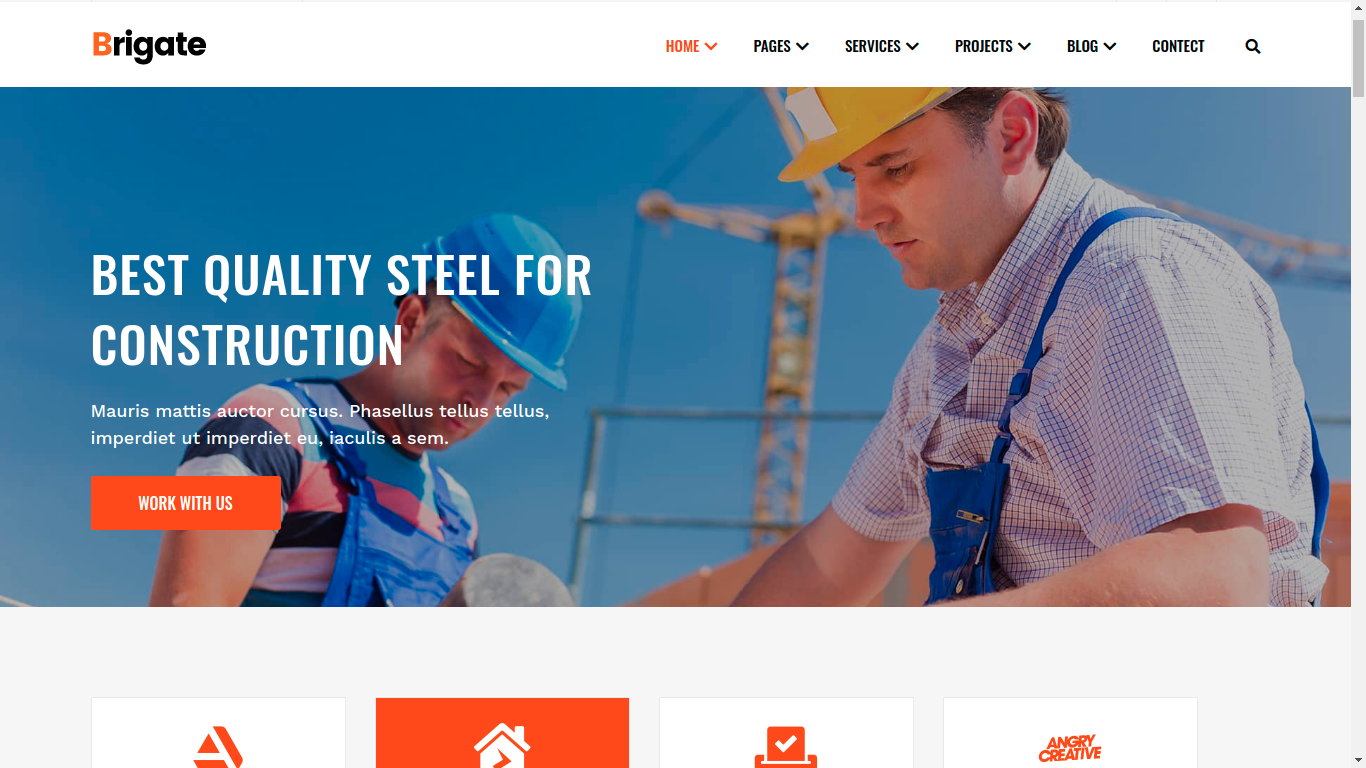 Brigate
HOME
PAGES
SERVICES
PROJECTS
BLOG
CONTACT
BEST QUALITY STEEL FOR
CONSTRUCTION
Mauris mattis auctor cursus. Phasellus tellus tellus,
imperdiet ut imperdiet eu, iaculis a sem.
WORK WITH US
ANGRY
CREATIVE